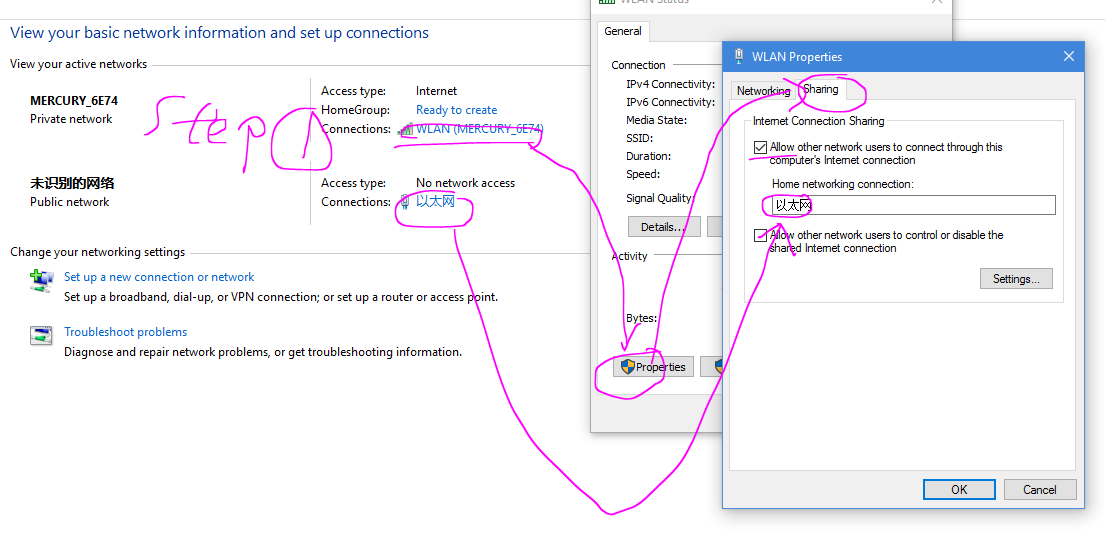 WLAN Status
View your basic network information and set up connections
View your active networks
MERCURY_6E74
Private network
Access type: Internet
HomeGroup: Ready to create
Connections: WLAN (MERCURY_6E74)
Step 1
未识别的网络
Public network
Access type: No network access
Connections: 以太网
Change your networking settings
Set up a new connection or network
Set up a broadband, dial-up, or VPN connection; or set up a router or access point.
Troubleshoot problems
Diagnose and repair network problems, or get troubleshooting information.
General
Connection
IPv4 Connectivity:
IPv6 Connectivity:
Media State:
SSID:
Duration:
Speed:
Signal Quality:
Details...
Activity
Bytes:
Properties
WLAN Properties
Networking
Sharing
Internet Connection Sharing
Allow other network users to connect through this
computer's Internet connection
Home networking connection:
以太网
Allow other network users to control or disable the
shared Internet connection
Settings...
OK
Cancel